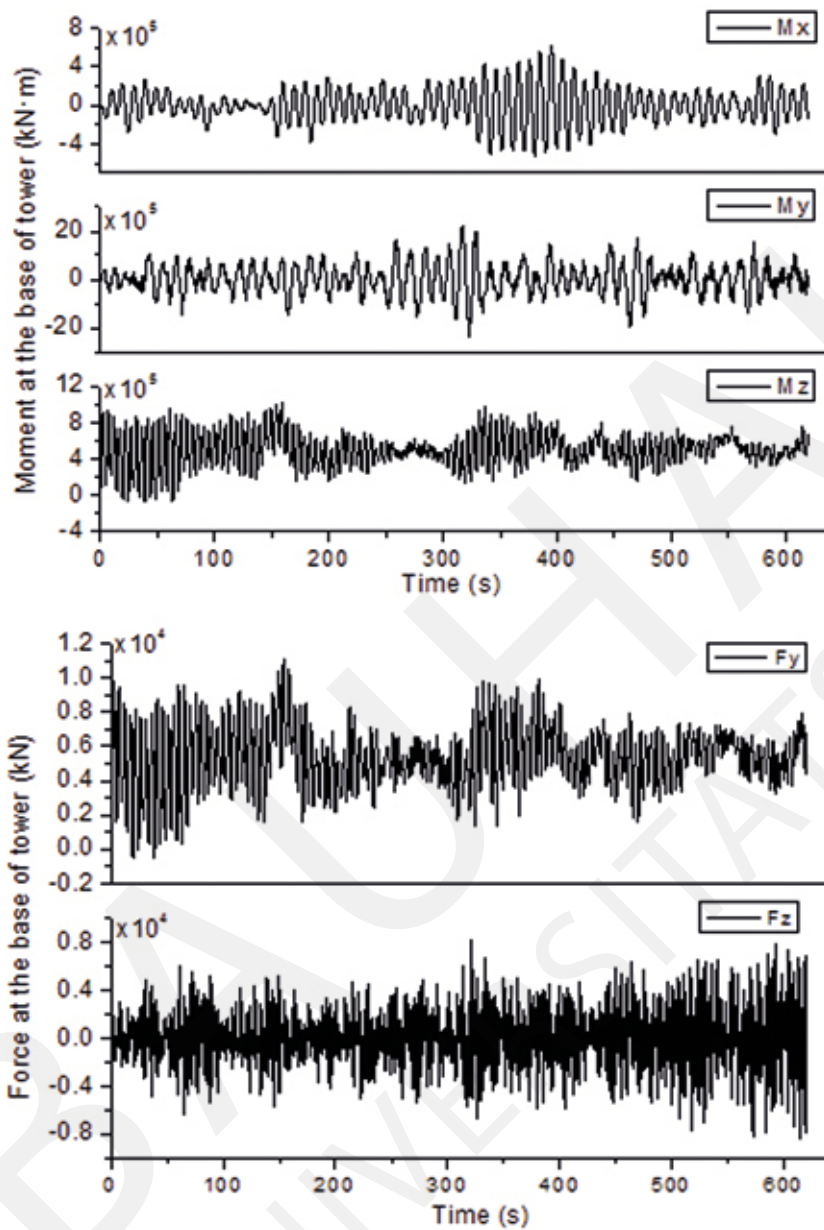 Moment at the base of tower (kN·m)
x 10⁵
Mx
8
4
0
-4
x 10⁵
My
20
0
-20
x 10⁵
Mz
12
8
4
0
-4
0 100 200 300 400 500 600
Time (s)
Force at the base of tower (kN)
x 10⁴
Fy
1.2
1.0
0.8
0.6
0.4
0.2
0.0
-0.2
x 10⁴
Fz
0.8
0.4
0.0
-0.4
-0.8
0 100 200 300 400 500 600
Time (s)
BAUHAU
UNIVERSITÄTS